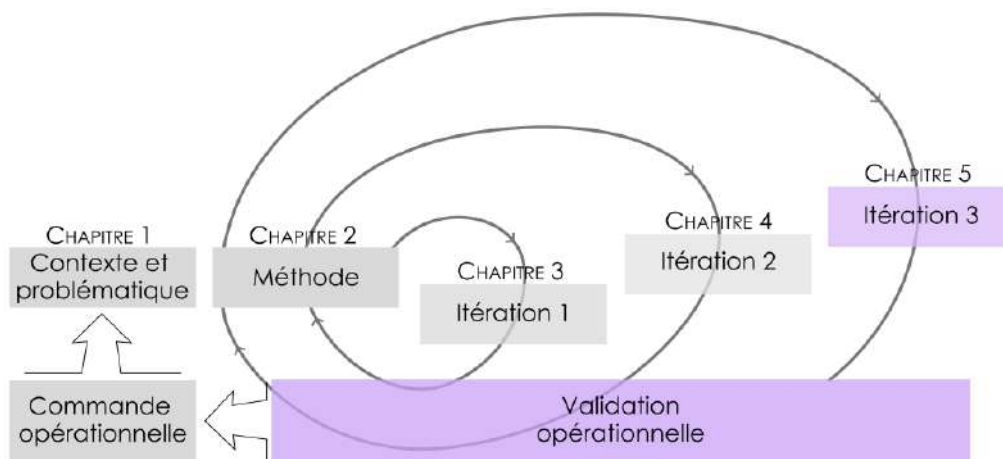 CHAPITRE 1
Contexte et
problématique
CHAPITRE 2
Méthode
CHAPITRE 3
Itération 1
CHAPITRE 4
Itération 2
CHAPITRE 5
Itération 3
Commande
opérationnelle
Validation
opérationnelle